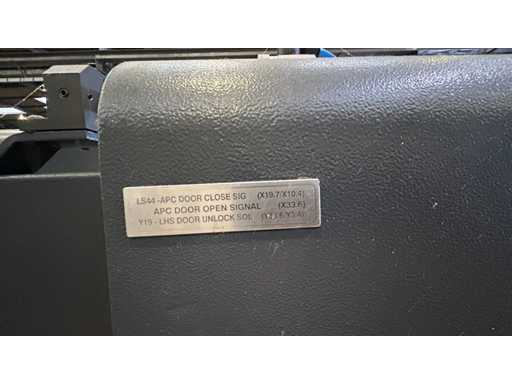 LS44 -APC DOOR CLOSE SIG (X19.7/X10.4)
APC DOOR OPEN SIGNAL (X33.6)
Y19 - LHS DOOR UNLOCK SOL